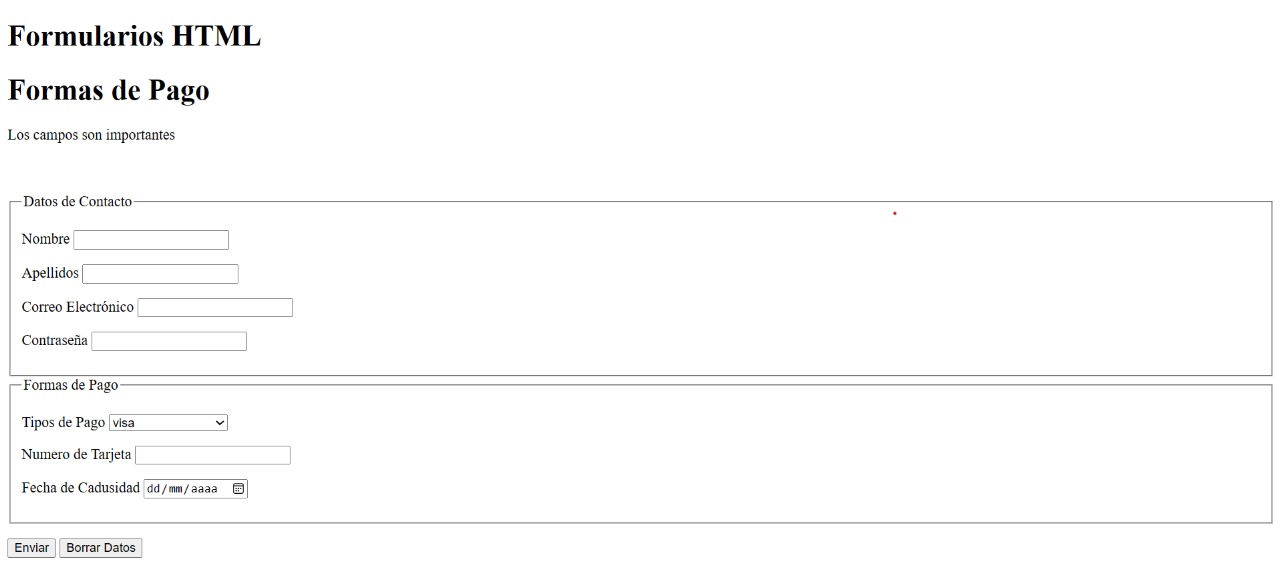 Formularios HTML
Formas de Pago
Los campos son importantes
Datos de Contacto
Nombre
Apellidos
Correo Electrónico
Contraseña
Formas de Pago
Tipos de Pago visa
Numero de Tarjeta
Fecha de Cadusidad dd/mm/aaaa
Enviar Borrar Datos